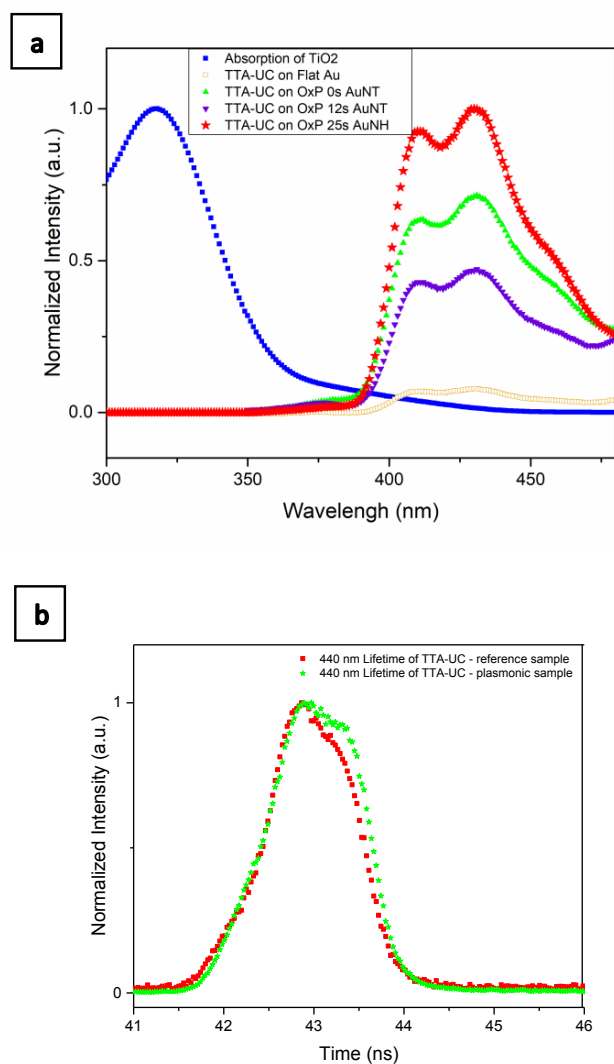 a
Absorption of TiO2
TTA-UC on Flat Au
TTA-UC on OxP 0s AuNT
TTA-UC on OxP 12s AuNT
TTA-UC on OxP 25s AuNH
1.0
0.5
0.0
Normalized Intensity (a.u.)
300 350 400 450
Wavelengh (nm)
b
440 nm Lifetime of TTA-UC - reference sample
440 nm Lifetime of TTA-UC - plasmonic sample
1
0
Normalized Intensity (a.u.)
41 42 43 44 45 46
Time (ns)